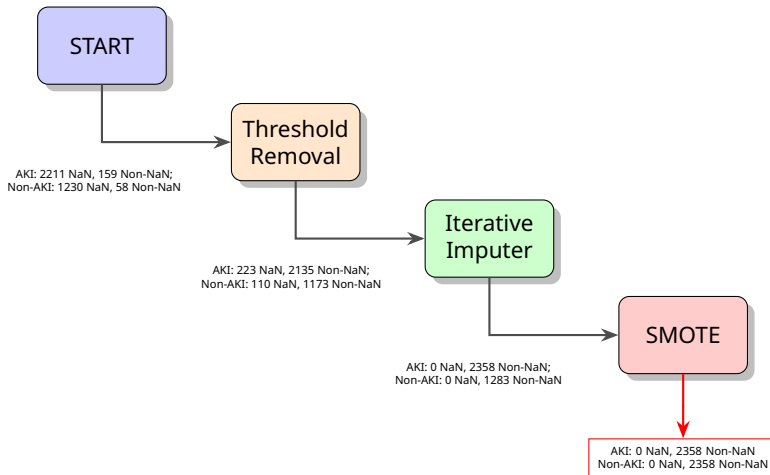 START
Threshold
Removal
AKI: 2211 NaN, 159 Non-NaN;
Non-AKI: 1230 NaN, 58 Non-NaN
Iterative
Imputer
AKI: 223 NaN, 2135 Non-NaN;
Non-AKI: 110 NaN, 1173 Non-NaN
SMOTE
AKI: 0 NaN, 2358 Non-NaN;
Non-AKI: 0 NaN, 1283 Non-NaN
AKI: 0 NaN, 2358 Non-NaN
Non-AKI: 0 NaN, 2358 Non-NaN